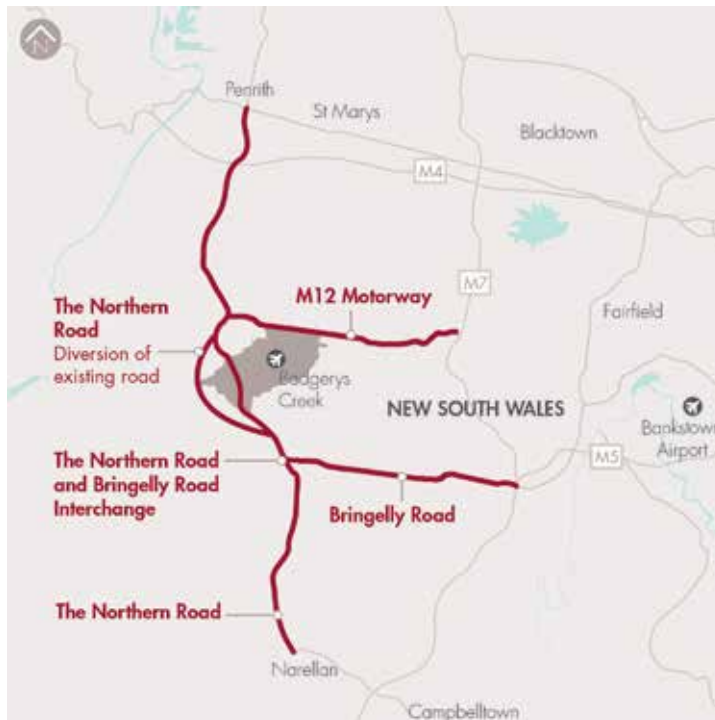 N
Penrith
St Marys
Blacktown
M4
M7
The Northern
Road
Diversion of
existing road
M12 Motorway
Fairfield
Badgerys
Creek
NEW SOUTH WALES
Bankstown
Airport
The Northern Road
and Bringelly Road
Interchange
M5
Bringelly Road
The Northern Road
Narellan
Campbelltown